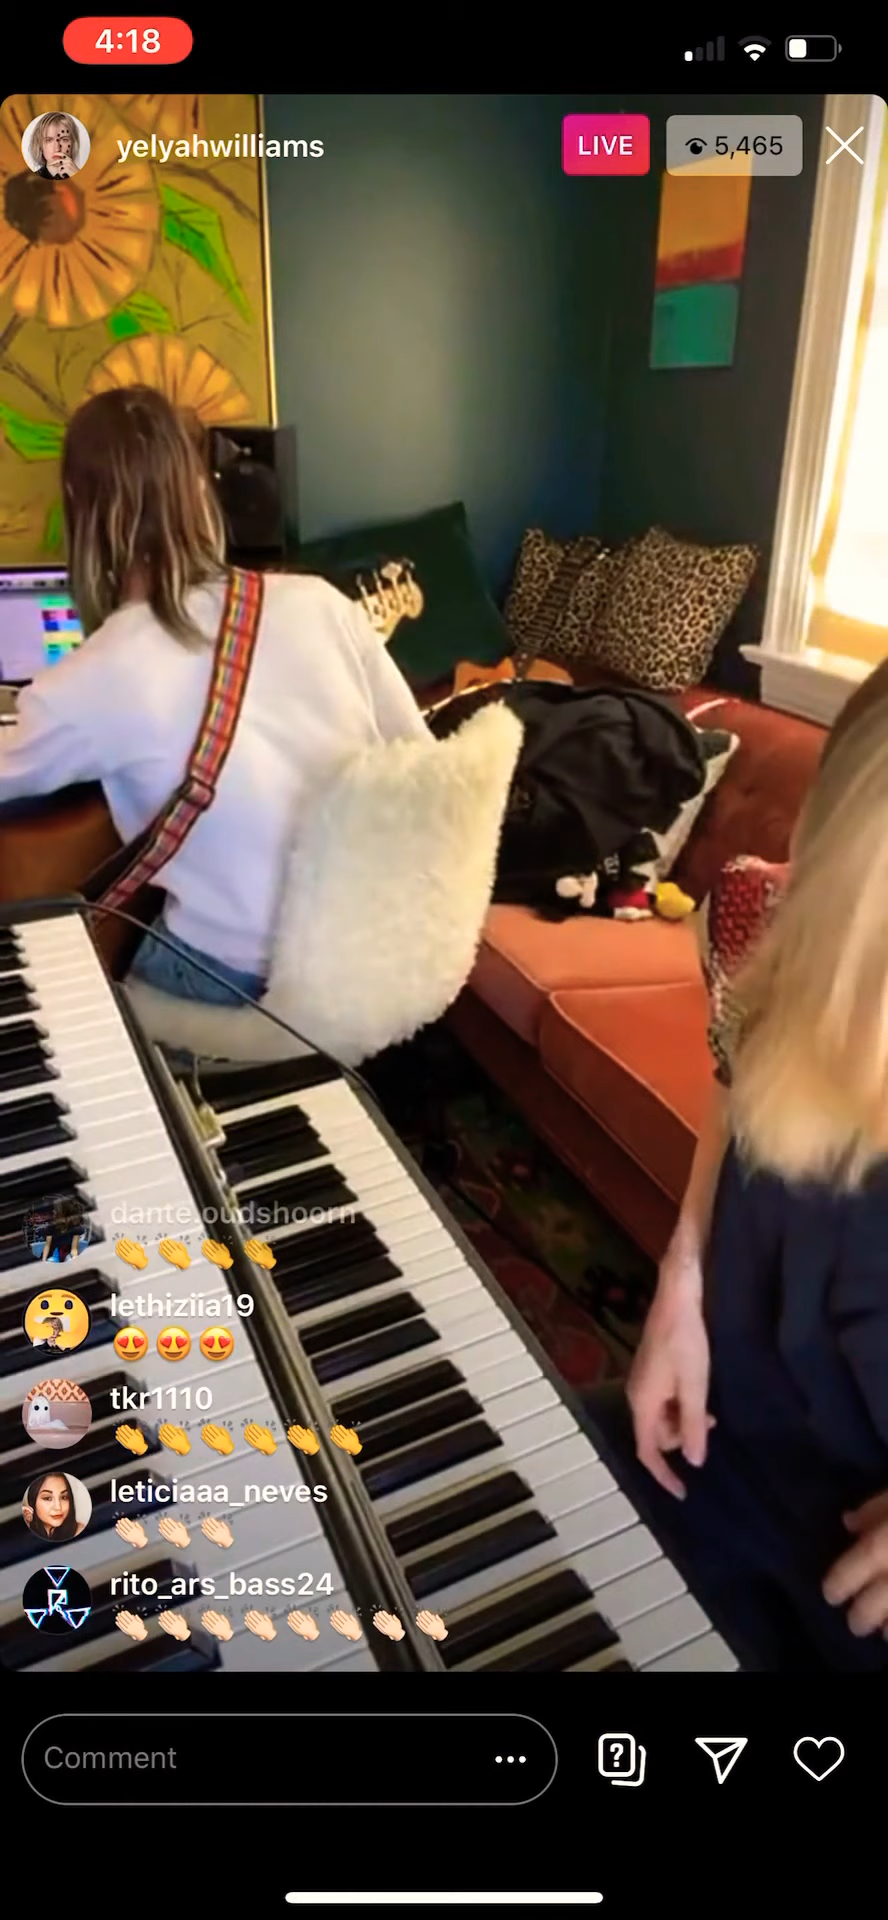 4:18
yelyahwilliams
LIVE
5,465
dante.oudshoorn
👏👏👏👏
lethiziia19
😍😍😍
tkr1110
👏👏👏👏👏👏
leticiaaa_neves
👏🏻👏🏻👏🏻
rito_ars_bass24
👏🏻👏🏻👏🏻👏🏻👏🏻👏🏻👏🏻👏🏻
Comment